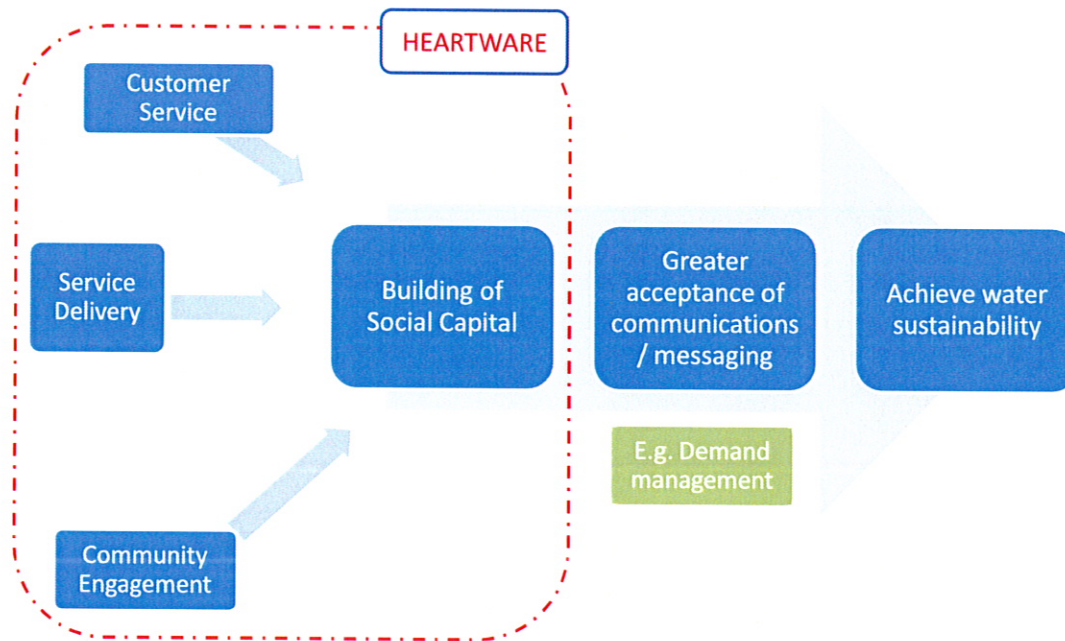 HEARTWARE
Customer
Service
Service
Delivery
Community
Engagement
Building of
Social Capital
Greater
acceptance of
communications
/ messaging
E.g. Demand
management
Achieve water
sustainability